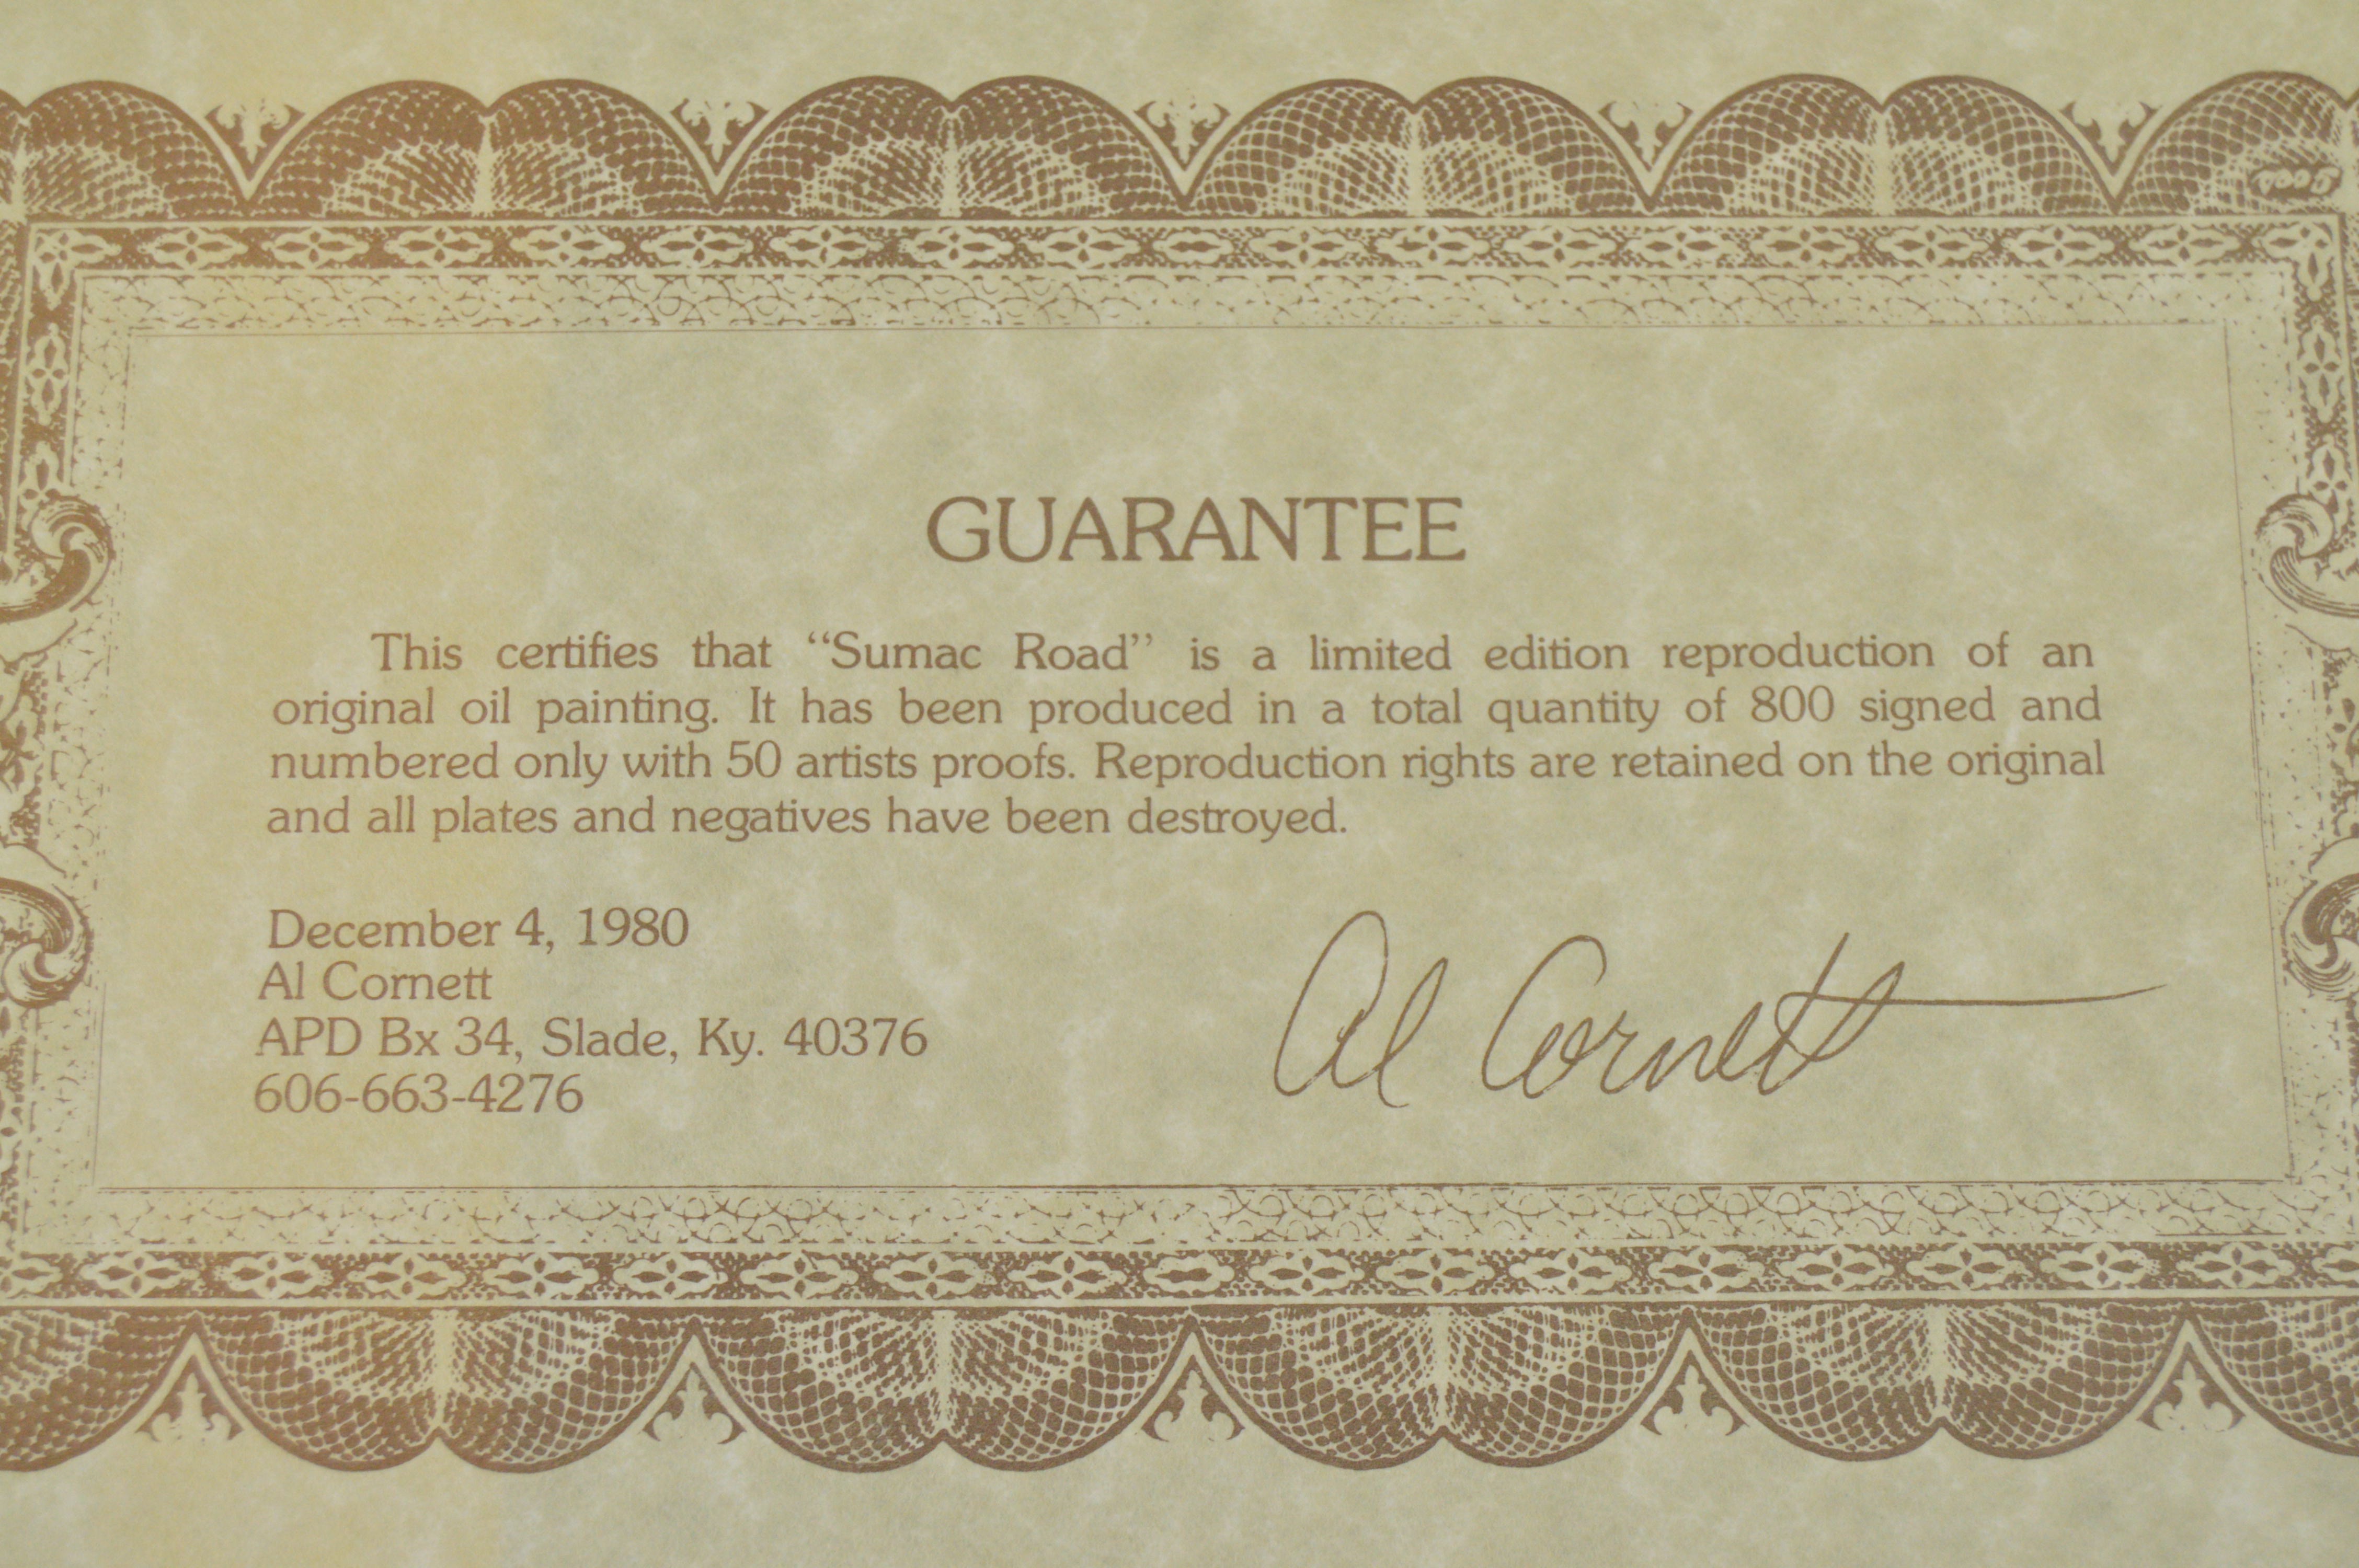 GUARANTEE
This certifies that “Sumac Road” is a limited edition reproduction of an
original oil painting. It has been produced in a total quantity of 800 signed and
numbered only with 50 artists proofs. Reproduction rights are retained on the original
and all plates and negatives have been destroyed.
December 4, 1980
Al Cornett
APD Bx 34, Slade, Ky. 40376
606-663-4276
Al Cornett